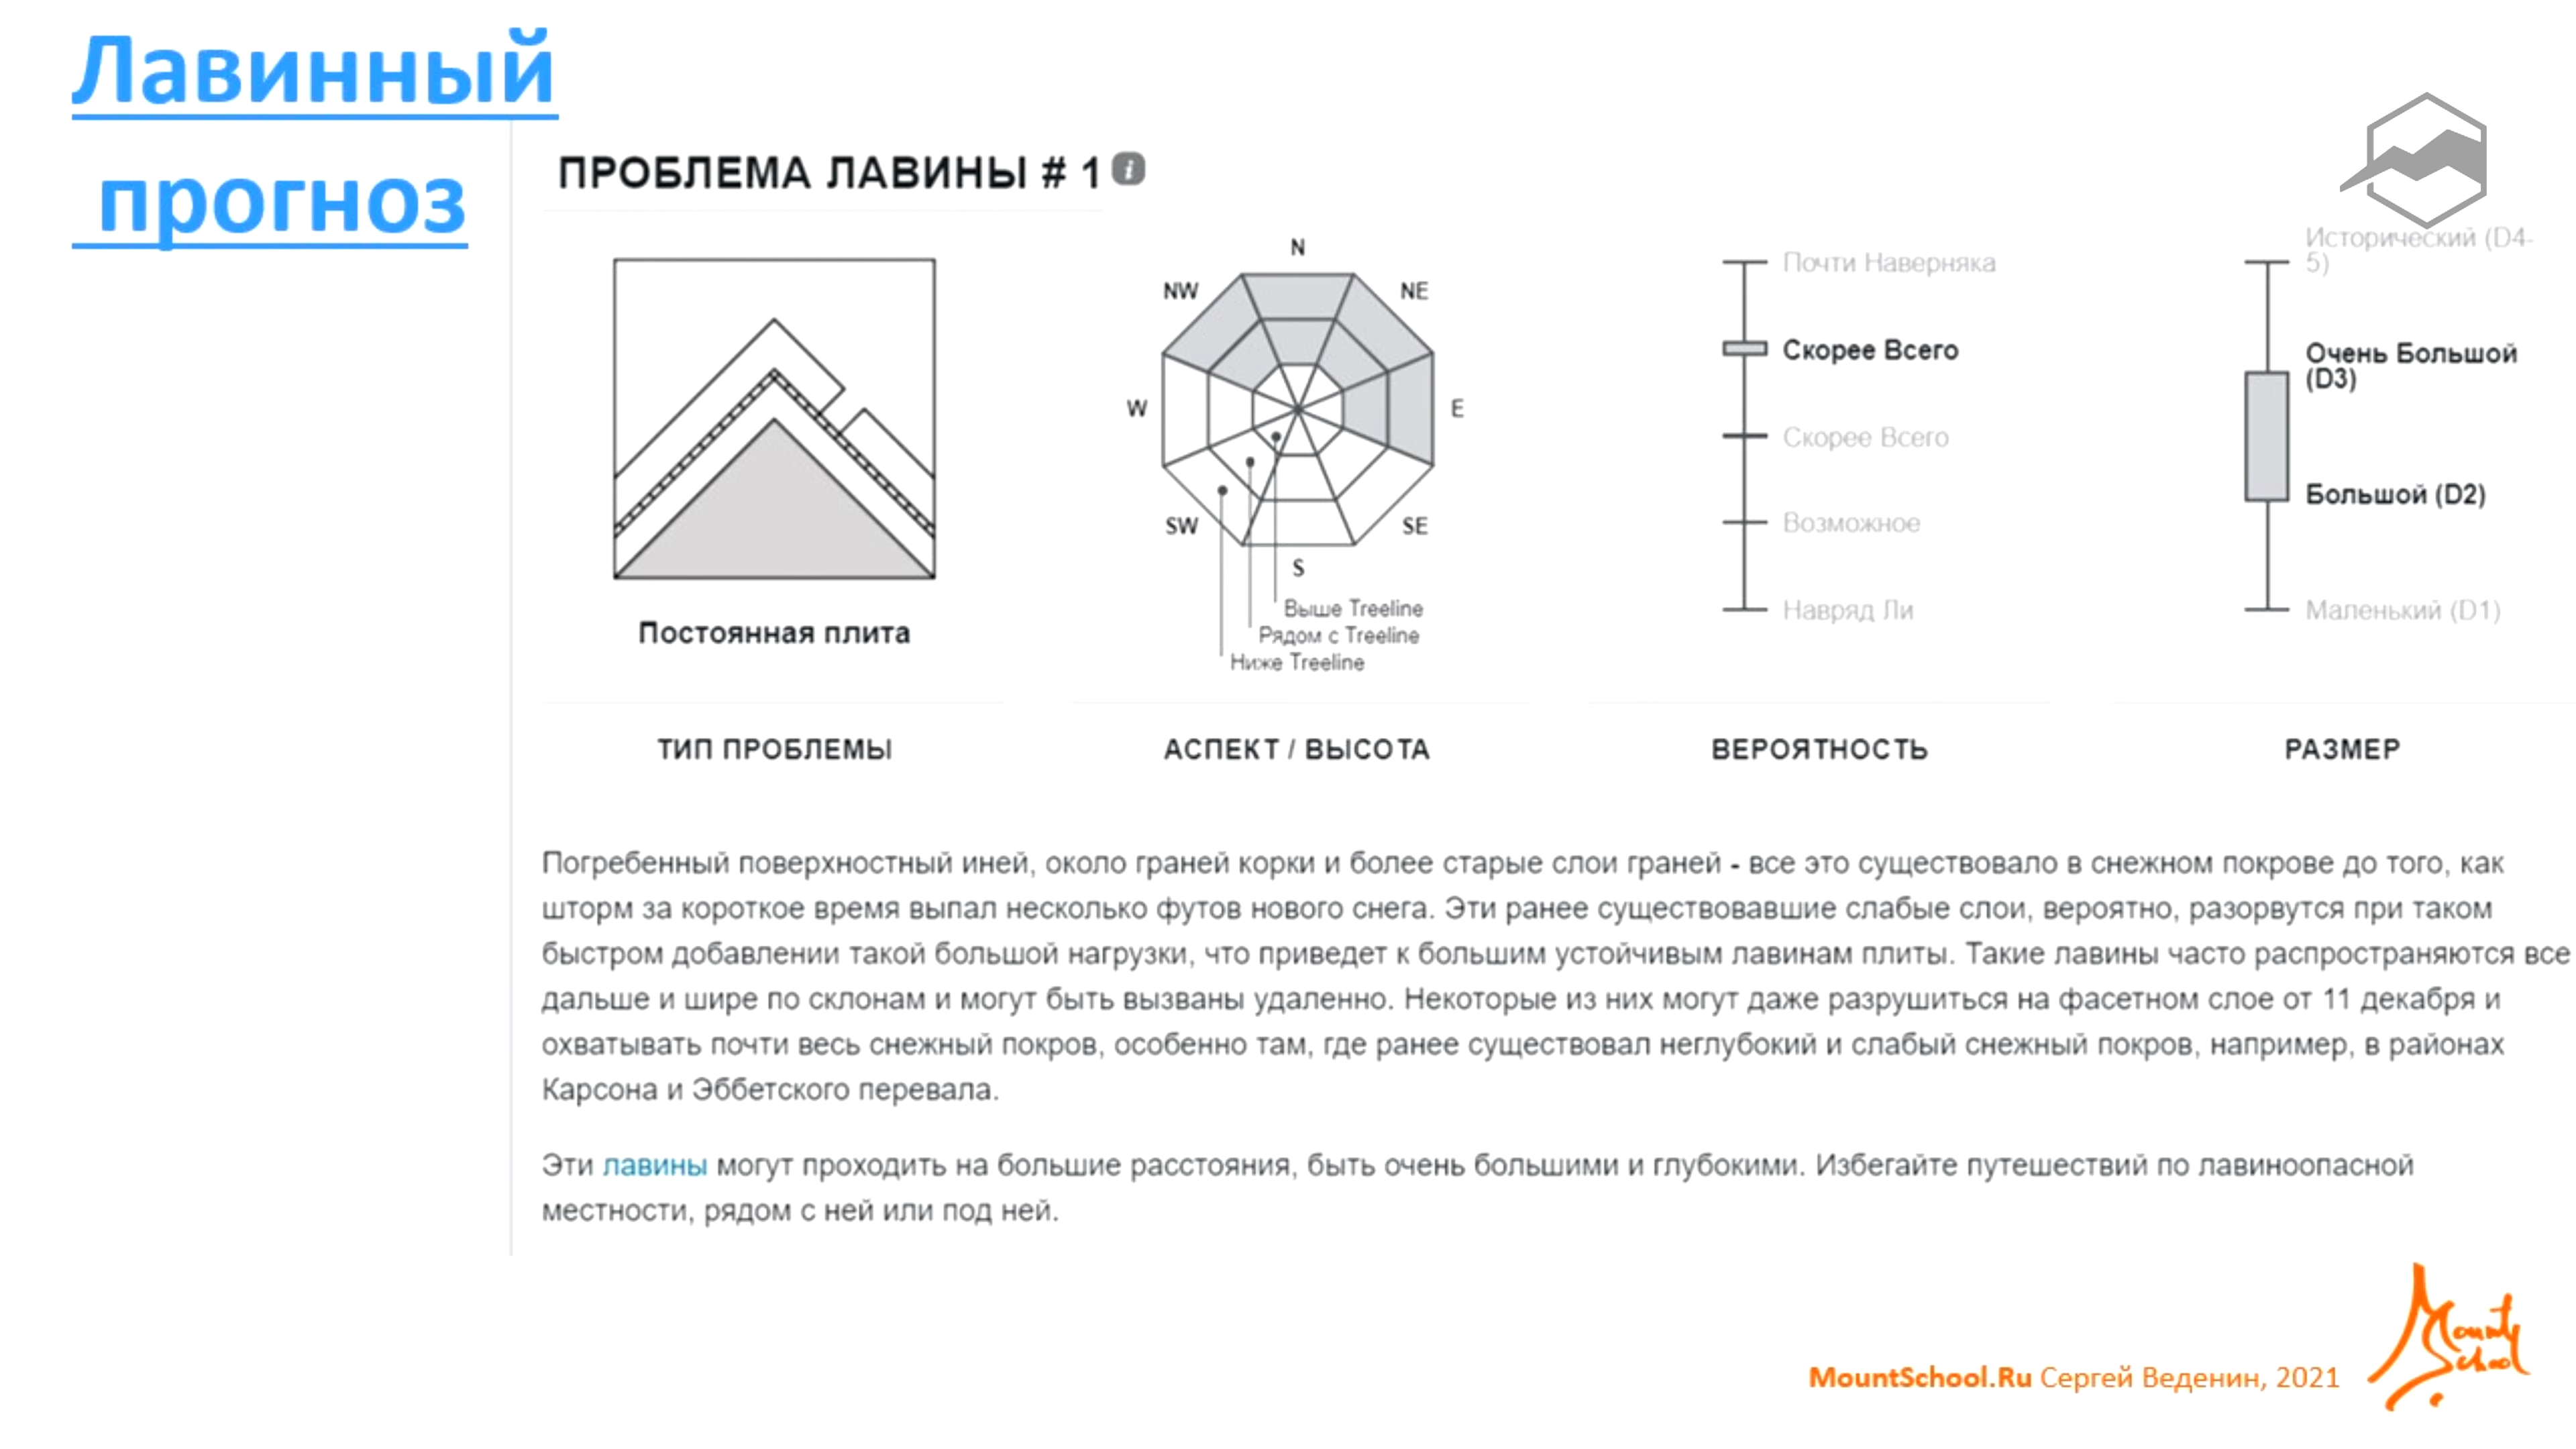 Лавинный
прогноз
ПРОБЛЕМА ЛАВИНЫ # 1 i
Постоянная плита
ТИП ПРОБЛЕМЫ
N
NW
NE
W
E
SW
SE
S
Выше Treeline
Рядом с Treeline
Ниже Treeline
АСПЕКТ / ВЫСОТА
Почти Наверняка
Скорее Всего
Скорее Всего
Возможное
Навряд Ли
ВЕРОЯТНОСТЬ
Исторический (D4-
5)
Очень Большой
(D3)
Большой (D2)
Маленький (D1)
РАЗМЕР
Погребенный поверхностный иней, около граней корки и более старые слои граней - все это существовало в снежном покрове до того, как
шторм за короткое время выпал несколько футов нового снега. Эти ранее существовавшие слабые слои, вероятно, разорвутся при таком
быстром добавлении такой большой нагрузки, что приведет к большим устойчивым лавинам плиты. Такие лавины часто распространяются все
дальше и шире по склонам и могут быть вызваны удаленно. Некоторые из них могут даже разрушиться на фасетном слое от 11 декабря и
охватывать почти весь снежный покров, особенно там, где ранее существовал неглубокий и слабый снежный покров, например, в районах
Карсона и Эббетского перевала.
Эти лавины могут проходить на большие расстояния, быть очень большими и глубокими. Избегайте путешествий по лавиноопасной
местности, рядом с ней или под ней.
MountSchool.Ru Сергей Веденин, 2021
Mount
School